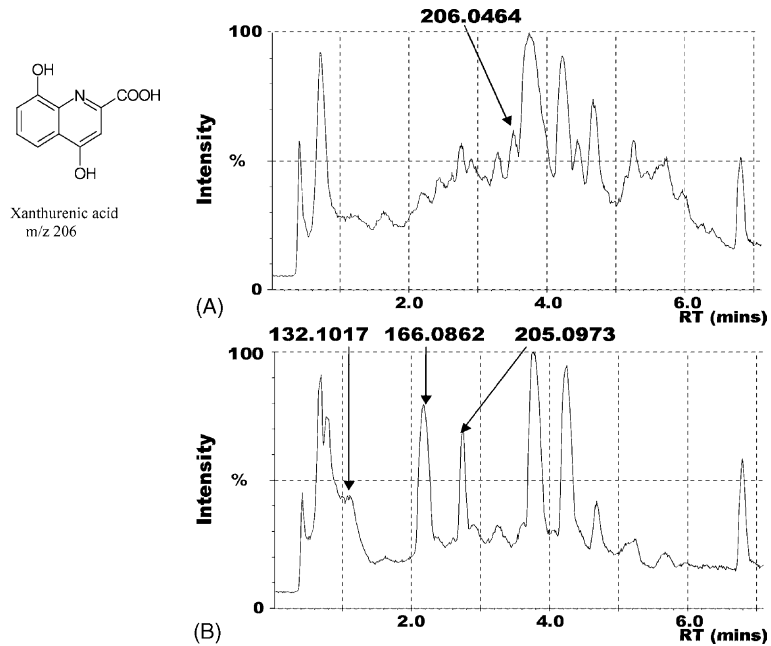 206.0464
100
OH
N
COOH
OH
Intensity
%
Xanthurenic acid
m/z 206
0
2.0
4.0
6.0
RT (mins)
(A)
132.1017 166.0862 205.0973
100
Intensity
%
0
2.0
4.0
6.0
RT (mins)
(B)